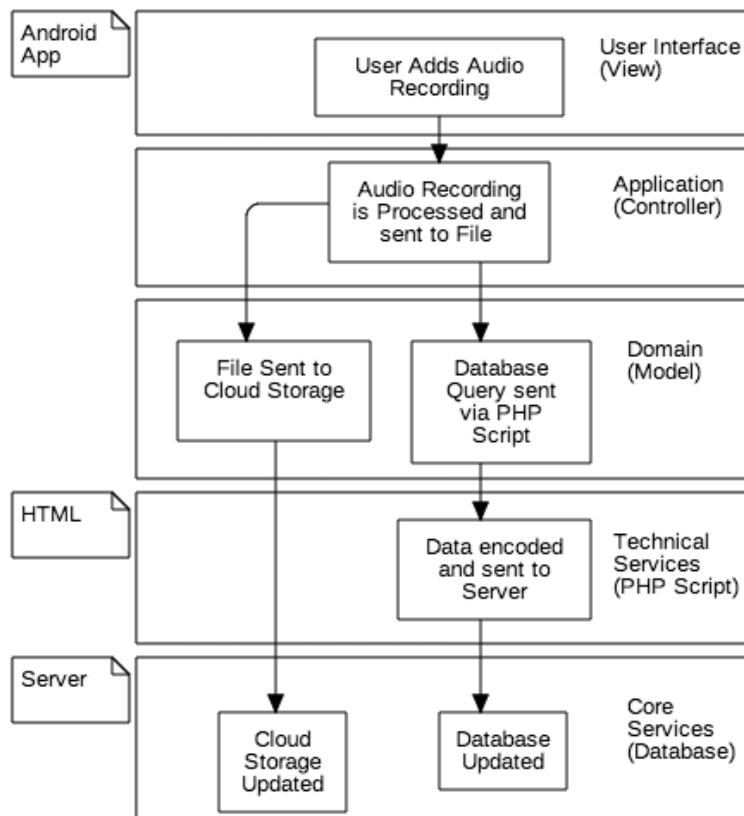 Android
App
User Adds Audio
Recording
User Interface
(View)
Audio Recording
is Processed and
sent to File
Application
(Controller)
File Sent to
Cloud Storage
Database
Query sent
via PHP
Script
Domain
(Model)
HTML
Data encoded
and sent to
Server
Technical
Services
(PHP Script)
Server
Cloud
Storage
Updated
Database
Updated
Core
Services
(Database)